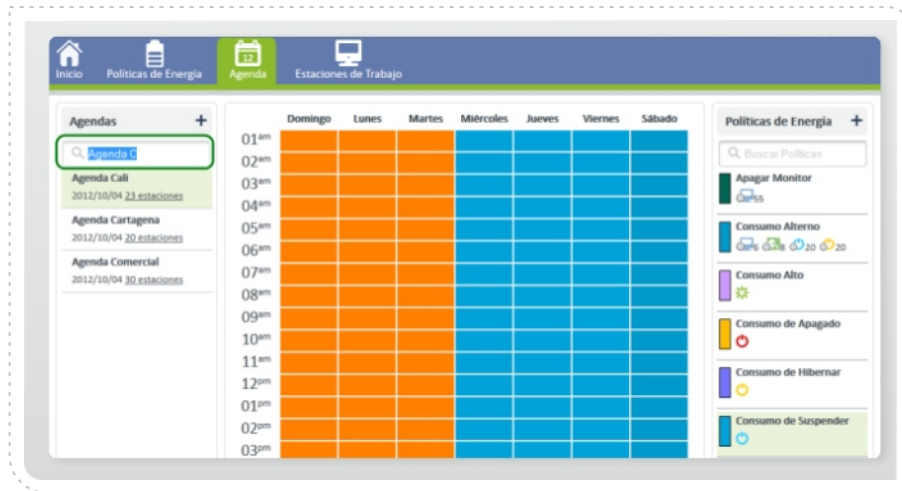 12
Inicio Políticas de Energía Agenda Estaciones de Trabajo
Agendas +
Agenda C
Agenda Cali
2012/10/04 23 estaciones
Agenda Cartagena
2012/10/04 20 estaciones
Agenda Comercial
2012/10/04 30 estaciones
Domingo Lunes Martes Miércoles Jueves Viernes Sábado
01am
02am
03am
04am
05am
06am
07am
08am
09am
10am
11am
12pm
01pm
02pm
03pm
Políticas de Energía +
Buscar Políticas
Apagar Monitor
55
Consumo Alterno
6 8 20 20
Consumo Alto
Consumo de Apagado
Consumo de Hibernar
Consumo de Suspender